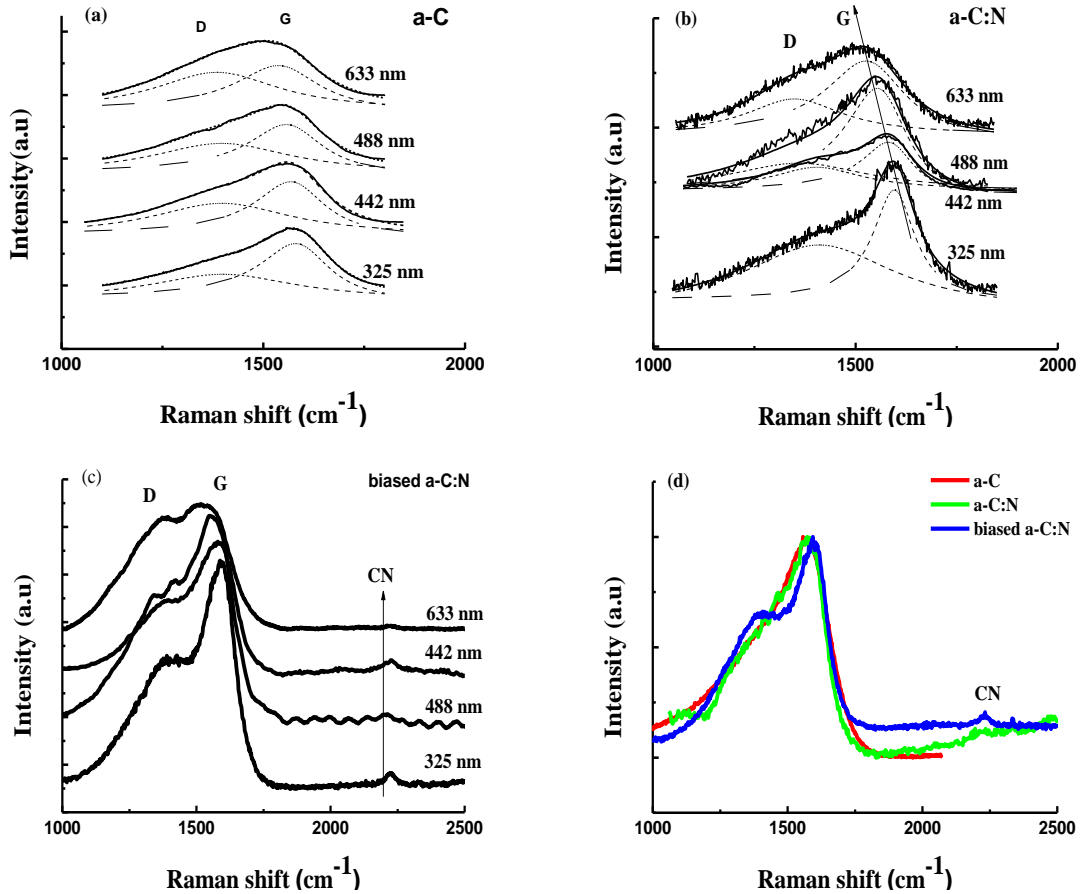 (a)
a-C
D
G
633 nm
488 nm
442 nm
325 nm
Intensity(a.u)
1000
1500
2000
Raman shift (cm-1)
(b)
a-C:N
G
D
633 nm
488 nm
442 nm
325 nm
Intensity (a.u)
1000
1500
2000
Raman shift (cm-1)
(c)
biased a-C:N
D
G
CN
633 nm
442 nm
488 nm
325 nm
Intensity (a.u)
1000
1500
2000
2500
Raman shift (cm-1)
(d)
a-C
a-C:N
biased a-C:N
CN
Intensity (a.u)
1000
1500
2000
2500
Raman shift (cm-1)